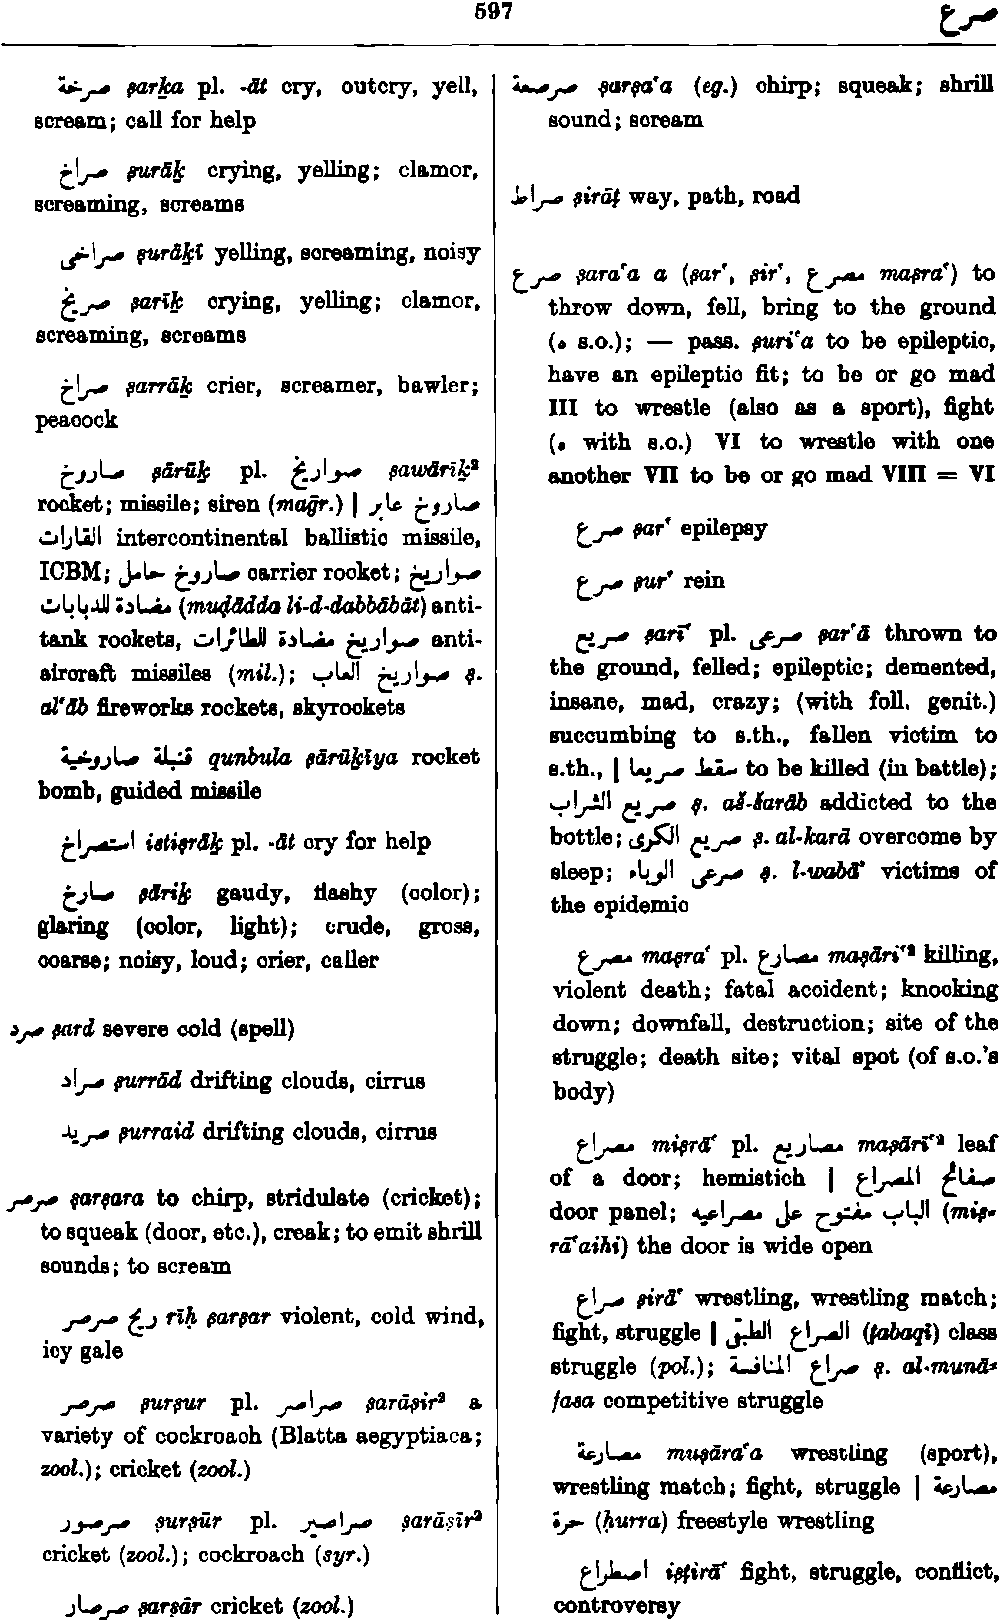 597
صرع
صرخة ṣarḵa pl. -āt cry, outcry, yell,
scream; call for help
صراخ ṣurāḵ crying, yelling; clamor,
screaming, screams
صراخى ṣurāḵī yelling, screaming, noisy
صريخ ṣarīḵ crying, yelling; clamor,
screaming, screams
صراخ ṣarrāḵ crier, screamer, bawler;
peacock
صاروخ ṣārūḵ pl. صواريخ ṣawārīḵ²
rocket; missile; siren (maḡr.) | صاروخ عابر
القارات intercontinental ballistic missile,
ICBM; صاروخ حامل carrier rocket; صواريخ
مضادة للدبابات (muḍādda li-d-dabbābāt) anti-
tank rockets, صواريخ مضادة للطائرات anti-
aircraft missiles (mil.); صواريخ العاب ṣ.
al'āb fireworks rockets, skyrockets
قنبلة صاروخية qunbula ṣārūḵīya rocket
bomb, guided missile
استصراخ istiṣrāḵ pl. -āt cry for help
صارخ ṣāriḵ gaudy, flashy (color);
glaring (color, light); crude, gross,
coarse; noisy, loud; crier, caller
صرد ṣard severe cold (spell)
صراد ṣurrād drifting clouds, cirrus
صريد ṣurraid drifting clouds, cirrus
صرصر ṣarṣara to chirp, stridulate (cricket);
to squeak (door, etc.), creak; to emit shrill
sounds; to scream
ريح صرصر rīḥ ṣarṣar violent, cold wind,
icy gale
صرصر ṣurṣur pl. صراصر ṣarāṣir² a
variety of cockroach (Blatta aegyptiaca;
zool.); cricket (zool.)
صرصور ṣurṣūr pl. صراصير ṣarāṣīr²
cricket (zool.); cockroach (syr.)
صرصار ṣarṣār cricket (zool.)
صرصعة ṣarṣa'a (eg.) chirp; squeak; shrill
sound; scream
صراط ṣirāṭ way, path, road
صرع ṣara'a a (ṣar', ṣir', مصرع maṣra') to
throw down, fell, bring to the ground
(ه s.o.); — pass. ṣuri'a to be epileptic,
have an epileptic fit; to be or go mad
III to wrestle (also as a sport), fight
(ه with s.o.) VI to wrestle with one
another VII to be or go mad VIII = VI
صرع ṣar' epilepsy
صرع ṣur' rein
صريع ṣarī' pl. صرعى ṣar'ā thrown to
the ground, felled; epileptic; demented,
insane, mad, crazy; (with foll. genit.)
succumbing to s.th., fallen victim to
s.th., | سقط صريعا to be killed (in battle);
صريع الشراب ṣ. aš-šarāb addicted to the
bottle; صريع الكرى ṣ. al-karā overcome by
sleep; صرعى الوباء ṣ. l-wabā' victims of
the epidemic
مصرع maṣra' pl. مصارع maṣāri'² killing,
violent death; fatal accident; knocking
down; downfall, destruction; site of the
struggle; death site; vital spot (of s.o.'s
body)
مصراع miṣrā' pl. مصاريع maṣārī'² leaf
of a door; hemistich | صفائح المصراع
door panel; الباب مفتوح على مصراعيه (miṣ-
rā'aihi) the door is wide open
صراع ṣirā' wrestling, wrestling match;
fight, struggle | الصراع الطبقى (ṭabaqī) class
struggle (pol.); صراع المنافسة ṣ. al-munā-
fasa competitive struggle
مصارعة muṣāra'a wrestling (sport),
wrestling match; fight, struggle | مصارعة
حرة (ḥurra) freestyle wrestling
اصطراع iṣṭirā' fight, struggle, conflict,
controversy